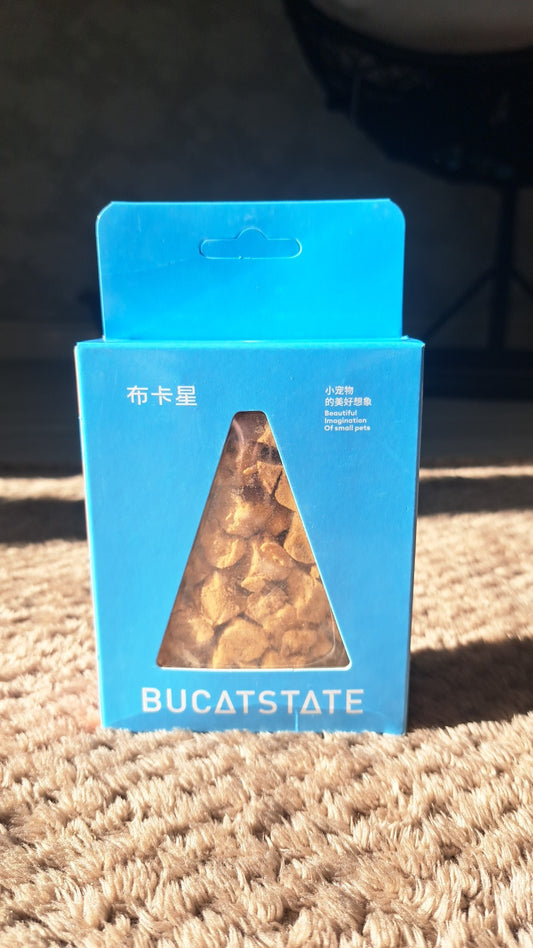 布卡星
小宠物
的美好想象
Beautiful
Imagination
Of small pets
BUCATSTATE